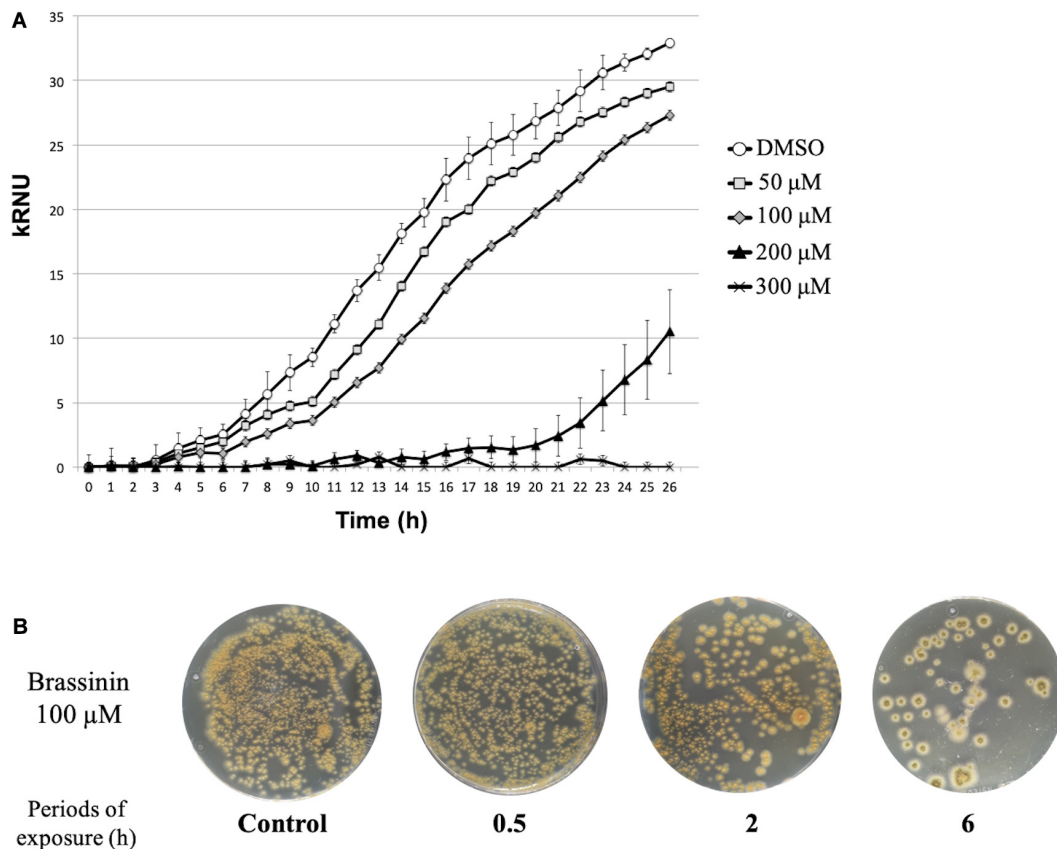 A
35
30
25
20
15
10
5
0
kRNU
0 1 2 3 4 5 6 7 8 9 10 11 12 13 14 15 16 17 18 19 20 21 22 23 24 25 26
Time (h)
DMSO
50 µM
100 µM
200 µM
300 µM
B
Brassinin
100 µM
Periods of
exposure (h)
Control
0.5
2
6